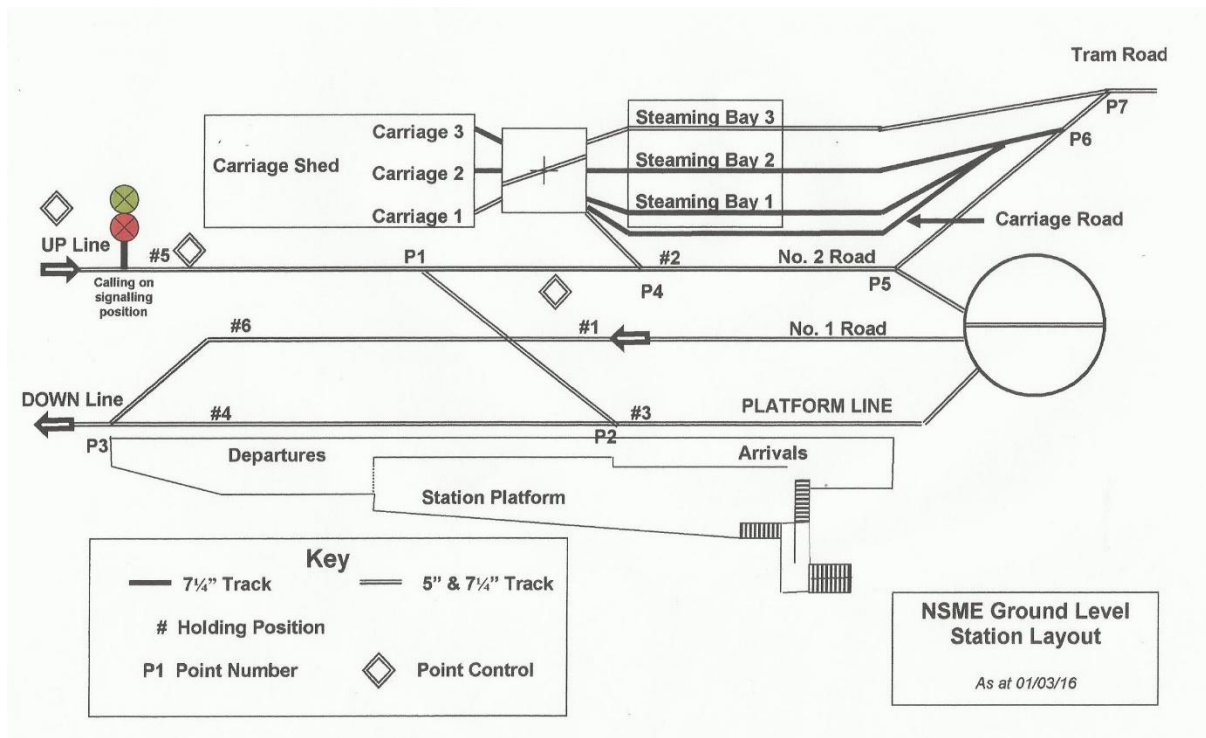 Tram Road
P7
Steaming Bay 3
P6
Carriage 3
Carriage Shed
Carriage 2
Steaming Bay 2
Carriage 1
Steaming Bay 1
Carriage Road
UP Line
#5
P1
#2
No. 2 Road
Calling on
signalling
position
P4
P5
#6
#1
No. 1 Road
DOWN Line
#4
#3
PLATFORM LINE
P3
P2
Departures
Arrivals
Station Platform
Key
7¼” Track
5” & 7¼” Track
# Holding Position
P1 Point Number
Point Control
NSME Ground Level
Station Layout
As at 01/03/16